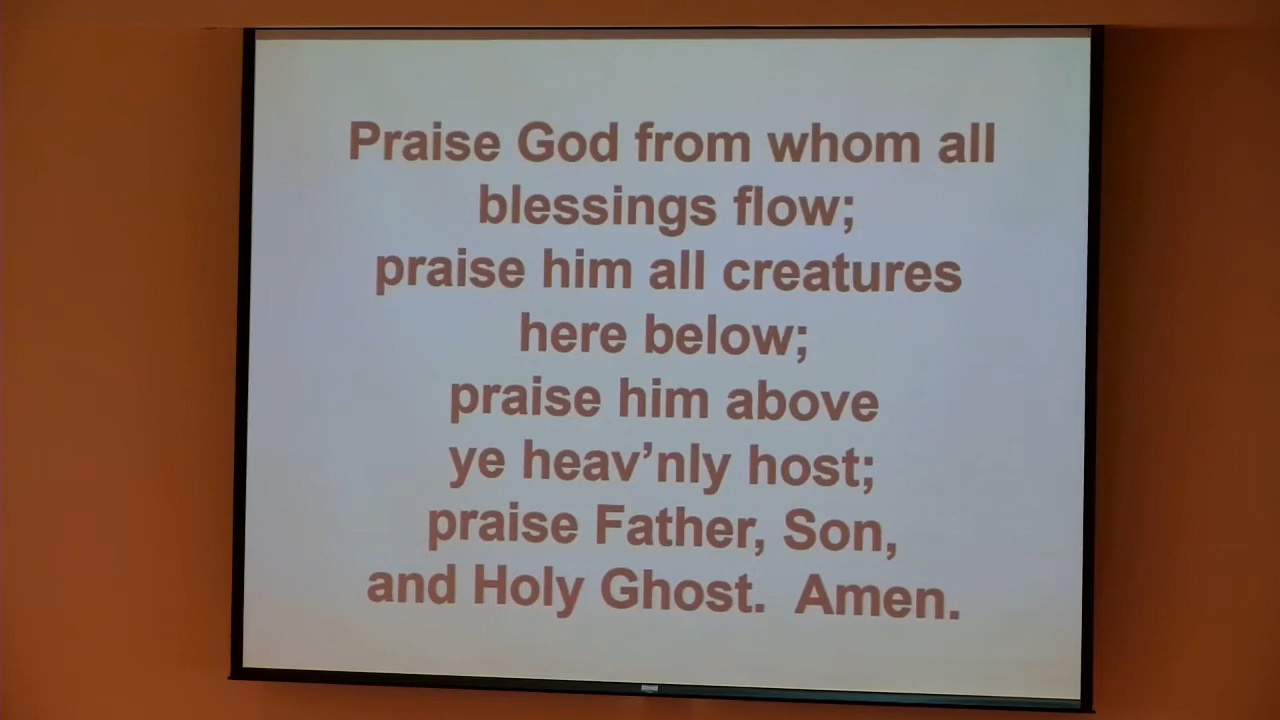 Praise God from whom all
blessings flow;
praise him all creatures
here below;
praise him above
ye heav’nly host;
praise Father, Son,
and Holy Ghost.  Amen.